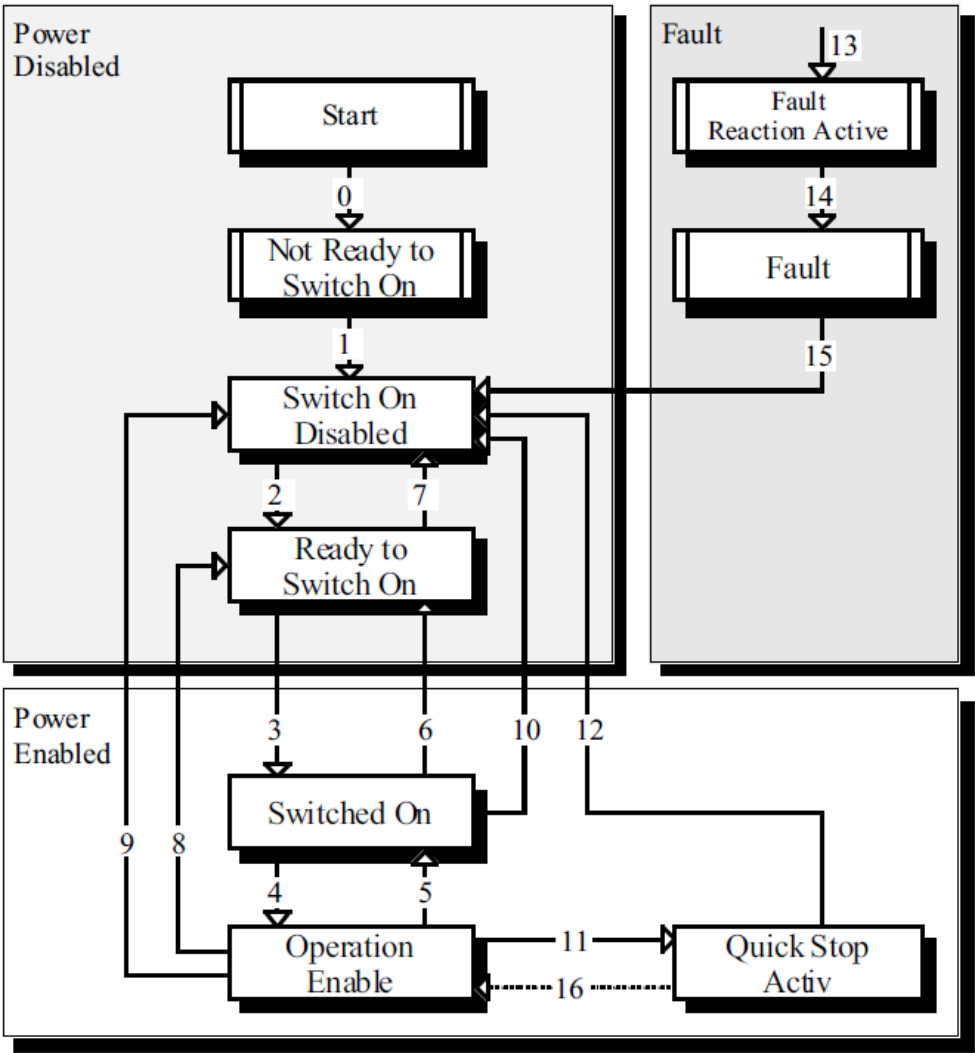 Power
Disabled
Start
0
Not Ready to
Switch On
1
Switch On
Disabled
2
7
Ready to
Switch On
Fault
13
Fault
Reaction Active
14
Fault
15
Power
Enabled
3
6
10
12
Switched On
9
8
4
5
Operation
Enable
11
16
Quick Stop
Activ